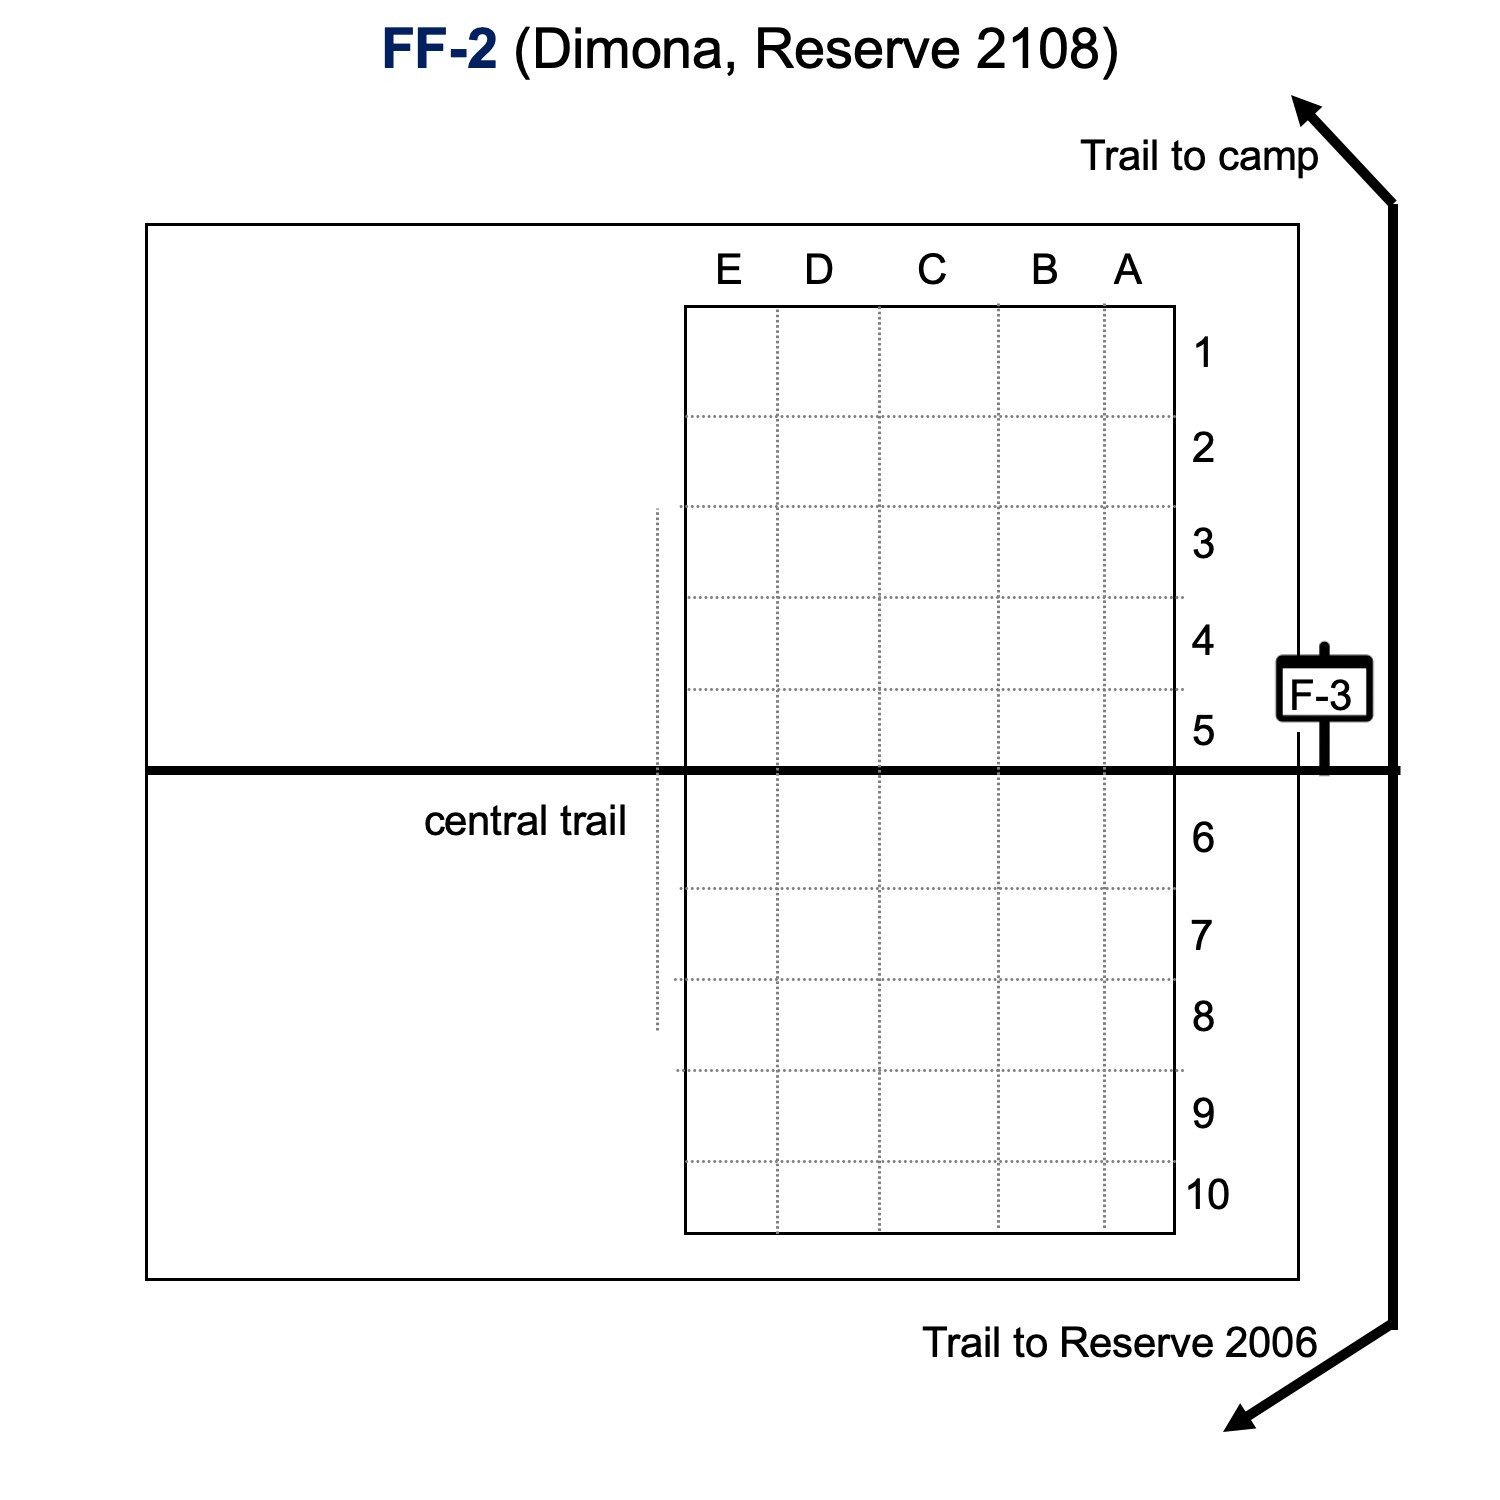 FF-2 (Dimona, Reserve 2108)
Trail to camp
E D C B A
1
2
3
4
F-3
5
central trail
6
7
8
9
10
Trail to Reserve 2006